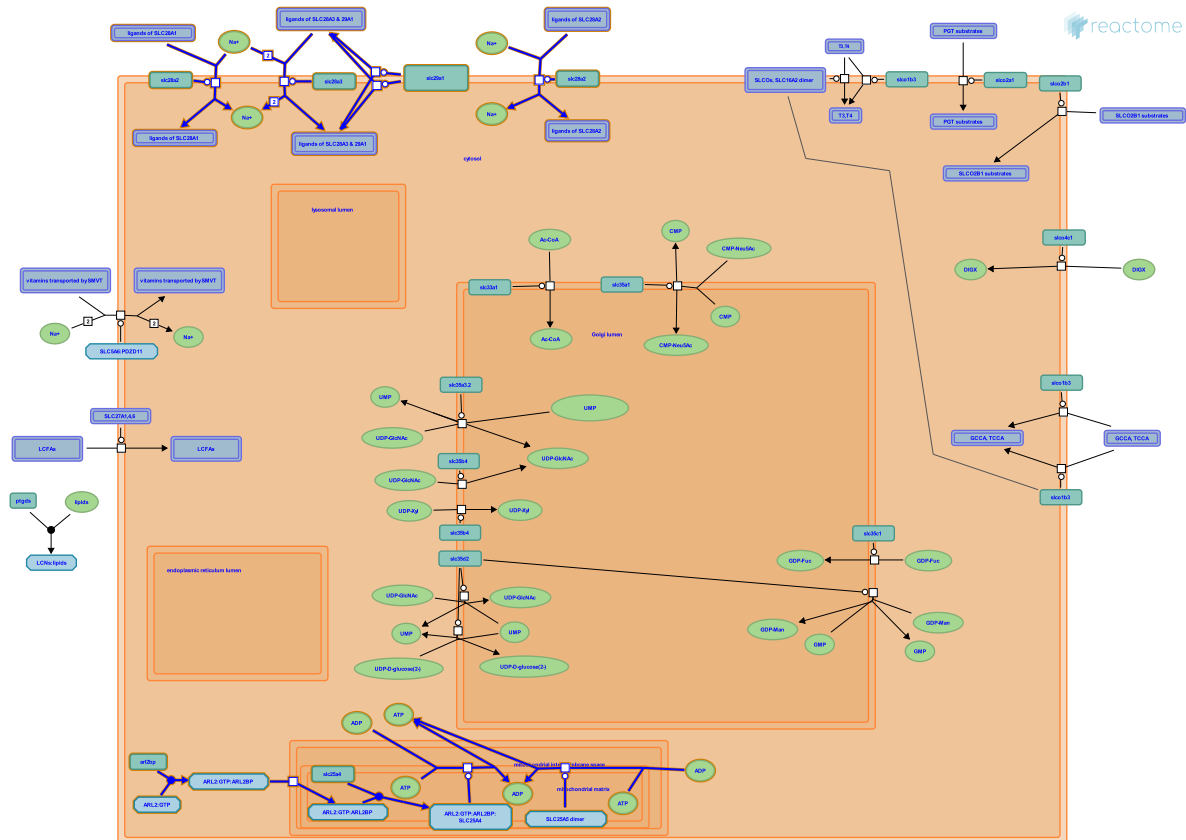 reactome
ligands of SLC28A1
ligands of SLC28A3 & 29A1
ligands of SLC28A2
Na+
Na+
2
slc28a2
slc28a3
slc29a1
slc28a2
2
Na+
Na+
ligands of SLC28A1
ligands of SLC28A3 & 29A1
ligands of SLC28A2
T3,T4
PGT substrates
SLCOs, SLC16A2 dimer
slco1b3
slco2a1
slco2b1
T3,T4
PGT substrates
SLCO2B1 substrates
SLCO2B1 substrates
cytosol
lysosomal lumen
Ac-CoA
CMP
CMP-Neu5Ac
slco4c1
DIGX
DIGX
vitamins transported by SMVT
vitamins transported by SMVT
slc33a1
slc35a1
2
2
Na+
Na+
CMP
SLC5A6:PDZD11
Ac-CoA
Golgi lumen
CMP-Neu5Ac
slc35a3.2
slco1b3
UMP
UMP
SLC27A1,4,6
UDP-GlcNAc
GCCA, TCCA
GCCA, TCCA
LCFAs
LCFAs
slc35b4
UDP-GlcNAc
UDP-GlcNAc
slco1b3
ptgds
lipids
UDP-Xyl
UDP-Xyl
slc35b4
slc35c1
LCNs:lipids
slc35d2
GDP-Fuc
GDP-Fuc
endoplasmic reticulum lumen
UDP-GlcNAc
UDP-GlcNAc
GDP-Man
GDP-Man
UMP
UMP
GMP
GMP
UDP-D-glucose(2-)
UDP-D-glucose(2-)
ADP
ATP
arl2bp
slc25a4
mitochondrial intermembrane space
ADP
ARL2:GTP:ARL2BP
ATP
ADP
mitochondrial matrix
ATP
ARL2:GTP
ARL2:GTP:ARL2BP
ARL2:GTP:ARL2BP:
SLC25A4
SLC25A5 dimer